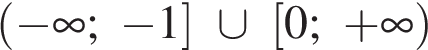 (−∞; −1] ∪ [0; +∞)